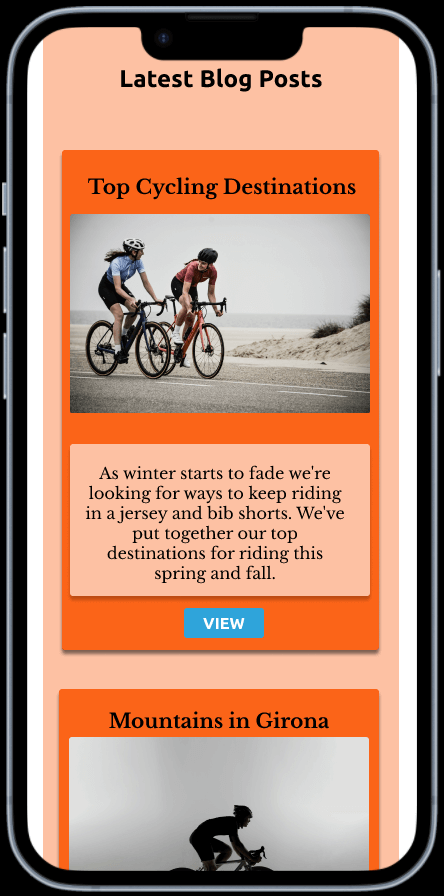 Latest Blog Posts
Top Cycling Destinations
As winter starts to fade we're
looking for ways to keep riding
in a jersey and bib shorts. We've
put together our top
destinations for riding this
spring and fall.
VIEW
Mountains in Girona